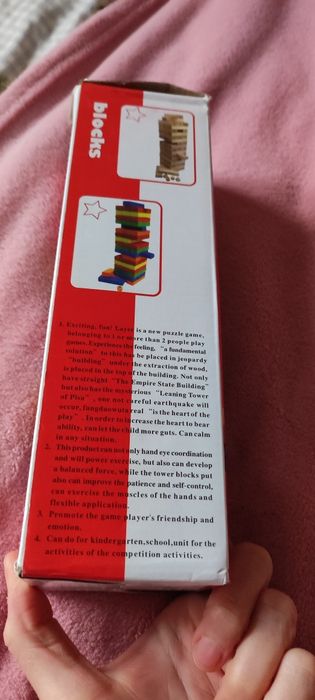 blocks
1. Exciting, fun! Layer is a new puzzle game,
belonging to 1 or more than 2 people play
games. Experience the feeling, "a fundamental
solution" to this has be placed in jeopardy
"building" under the extraction of wood,
is placed in the top of the building. Not only
have straight "The Empire State Building"
but also has the mysterious "Leaning Tower
of Pisa", one not careful earthquake will
occur, fangdaowutareal "is the heart of the
play". In order to increase the heart to bear
ability, can let the child more guts. Can calm
in any situation.
2. This product can not only hand eye coordination
and will power exercise, but also can develop
a balanced force, while the tower blocks put
also can improve the patience and self-control,
can exercise the muscles of the hands and
flexible application.
3. Promote the game player's friendship and
emotion.
4. Can do for kindergarten,school,unit for the
activities of the competition activities.